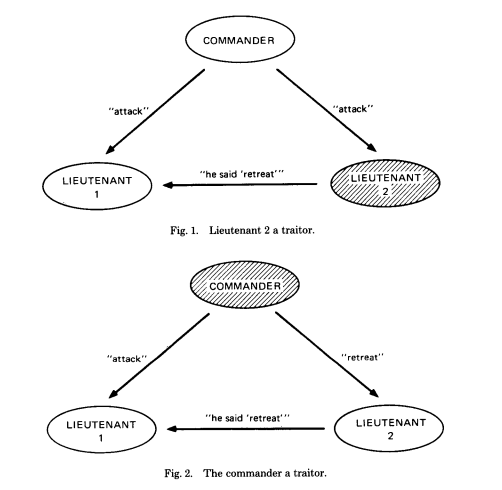 COMMANDER
"attack"
"attack"
LIEUTENANT
1
"he said 'retreat'"
LIEUTENANT
2
Fig. 1. Lieutenant 2 a traitor.
COMMANDER
"attack"
"retreat"
LIEUTENANT
1
"he said 'retreat'"
LIEUTENANT
2
Fig. 2. The commander a traitor.